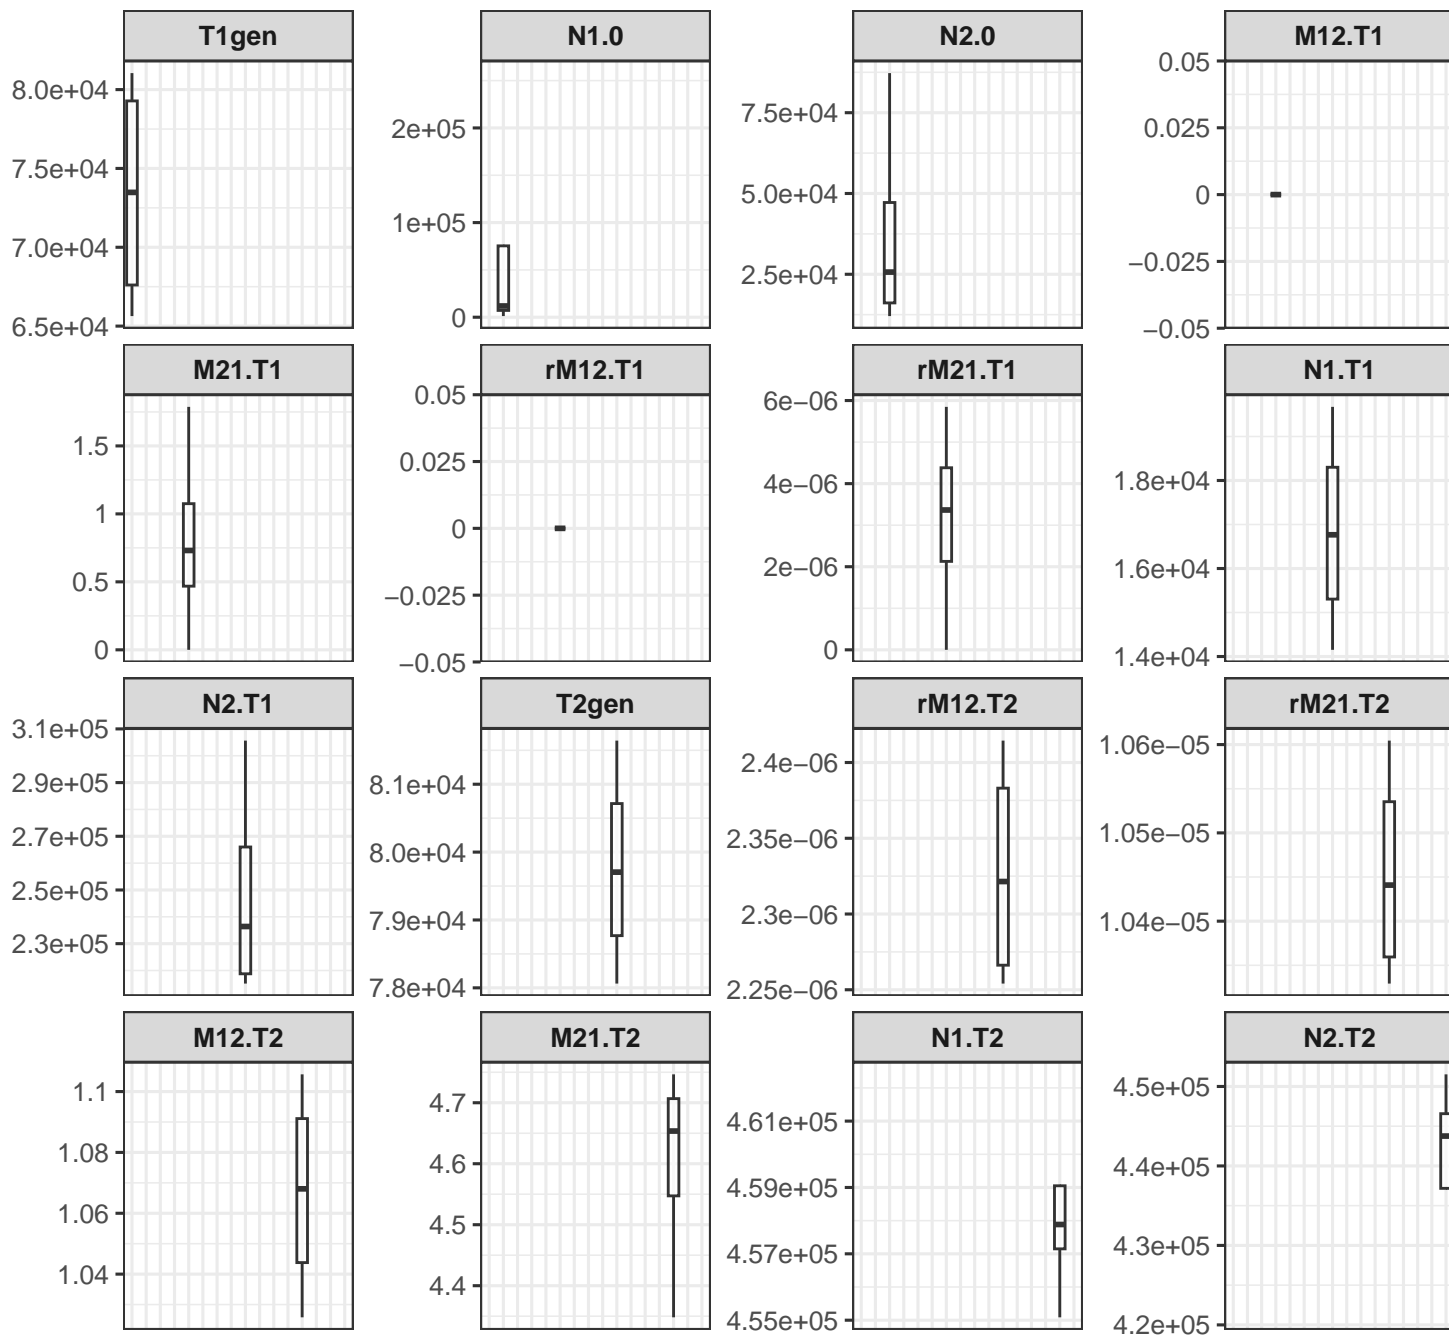 T1gen N1.0 N2.0 M12.T1
8.0e+04
7.5e+04
7.0e+04
6.5e+04
2e+05
1e+05
0
7.5e+04
5.0e+04
2.5e+04
0.05
0.025
0
−0.025
−0.05
M21.T1 rM12.T1 rM21.T1 N1.T1
1.5
1
0.5
0
0.05
0.025
0
−0.025
−0.05
6e−06
4e−06
2e−06
0
1.8e+04
1.6e+04
1.4e+04
N2.T1 T2gen rM12.T2 rM21.T2
3.1e+05
2.9e+05
2.7e+05
2.5e+05
2.3e+05
8.1e+04
8.0e+04
7.9e+04
7.8e+04
2.4e−06
2.35e−06
2.3e−06
2.25e−06
1.06e−05
1.05e−05
1.04e−05
M12.T2 M21.T2 N1.T2 N2.T2
1.1
1.08
1.06
1.04
4.7
4.6
4.5
4.4
4.61e+05
4.59e+05
4.57e+05
4.55e+05
4.5e+05
4.4e+05
4.3e+05
4.2e+05